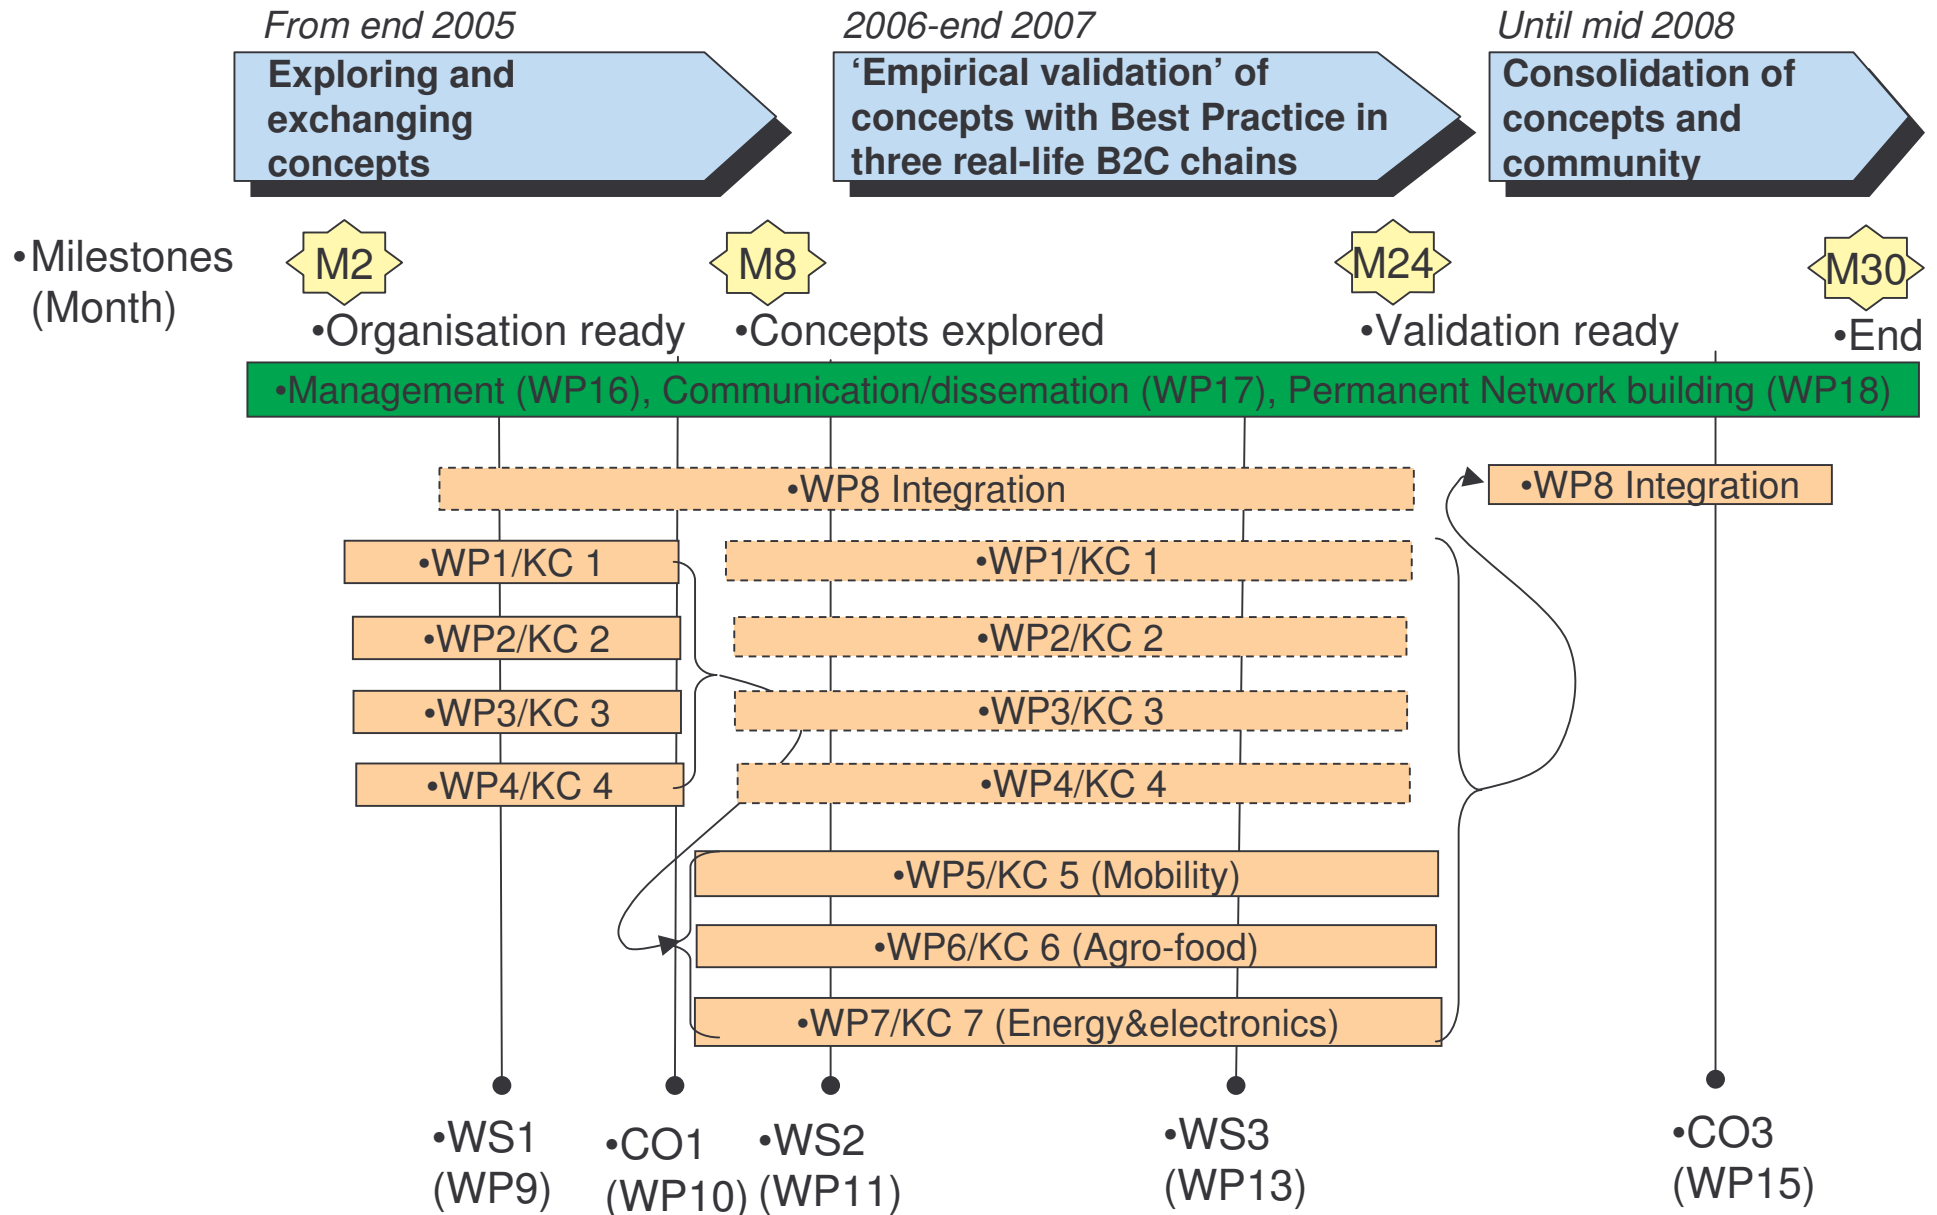 From end 2005
2006-end 2007
Until mid 2008
Exploring and
exchanging
concepts
‘Empirical validation’ of
concepts with Best Practice in
three real-life B2C chains
Consolidation of
concepts and
community
•Milestones
(Month)
M2
M8
M24
M30
•Organisation ready
•Concepts explored
•Validation ready
•End
•Management (WP16), Communication/dissemation (WP17), Permanent Network building (WP18)
•WP8 Integration
•WP8 Integration
•WP1/KC 1
•WP1/KC 1
•WP2/KC 2
•WP2/KC 2
•WP3/KC 3
•WP3/KC 3
•WP4/KC 4
•WP4/KC 4
•WP5/KC 5 (Mobility)
•WP6/KC 6 (Agro-food)
•WP7/KC 7 (Energy&electronics)
•WS1
(WP9)
•CO1
(WP10)
•WS2
(WP11)
•WS3
(WP13)
•CO3
(WP15)